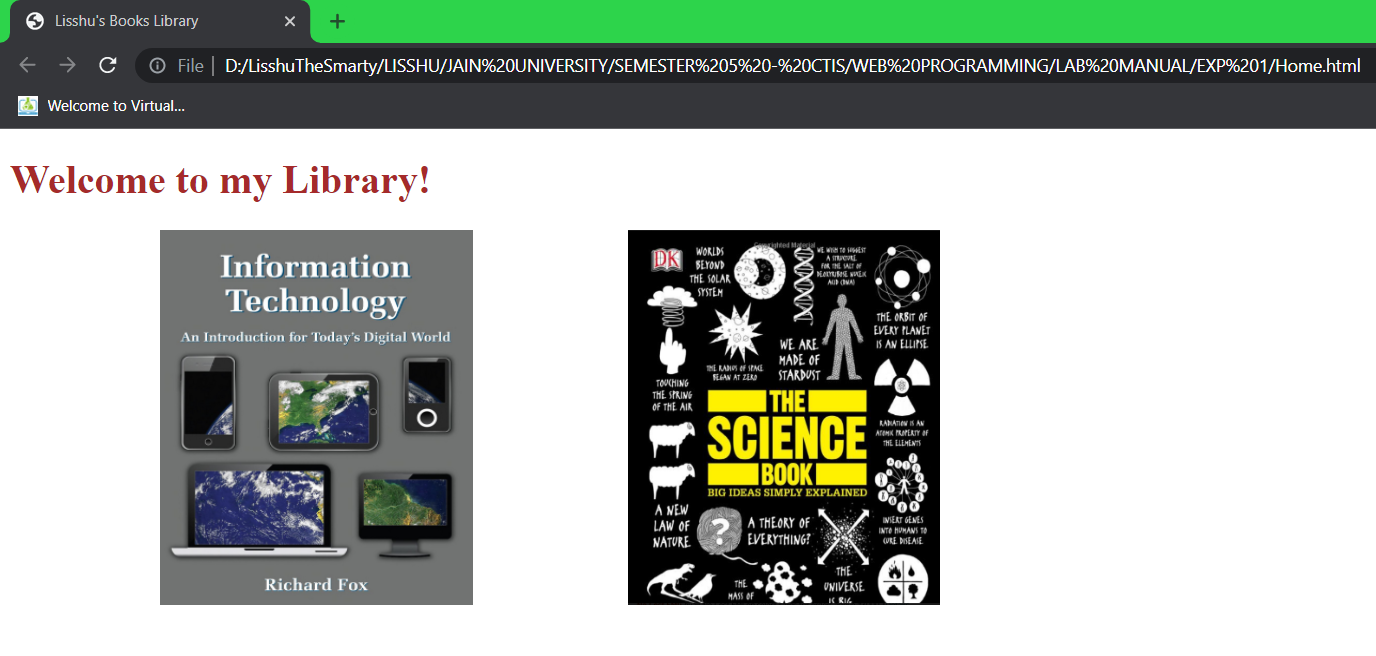 Lisshu's Books Library
File | D:/LisshuTheSmarty/LISSHU/JAIN%20UNIVERSITY/SEMESTER%205%20-%20CTIS/WEB%20PROGRAMMING/LAB%20MANUAL/EXP%201/Home.html
Welcome to Virtual...
Welcome to my Library!
Information
Technology
An Introduction for Today's Digital World
Richard Fox
Copyrighted Material
DK
WORLDS
BEYOND
THE SOLAR
SYSTEM
WE WISH TO SUGGEST
A STRUCTURE
FOR THE SALT OF
DEOXYRIBOSE NUCLEIC
ACID (DNA)
THE ORBIT OF
EVERY PLANET
IS AN ELLIPSE
WE ARE
MADE OF
STARDUST
THE RADIUS OF SPACE
BEGAN AT ZERO
TOUCHING
THE SPRING
OF THE AIR
THE
SCIENCE
BOOK
BIG IDEAS SIMPLY EXPLAINED
RADIATION IS AN
ATOMIC PROPERTY OF
THE ELEMENTS
A NEW
LAW OF
NATURE
?
A THEORY OF
EVERYTHING?
INSERT GENES
INTO HUMANS TO
CURE DISEASE
THE
MASS OF
THE
UNIVERSE
IS BIG